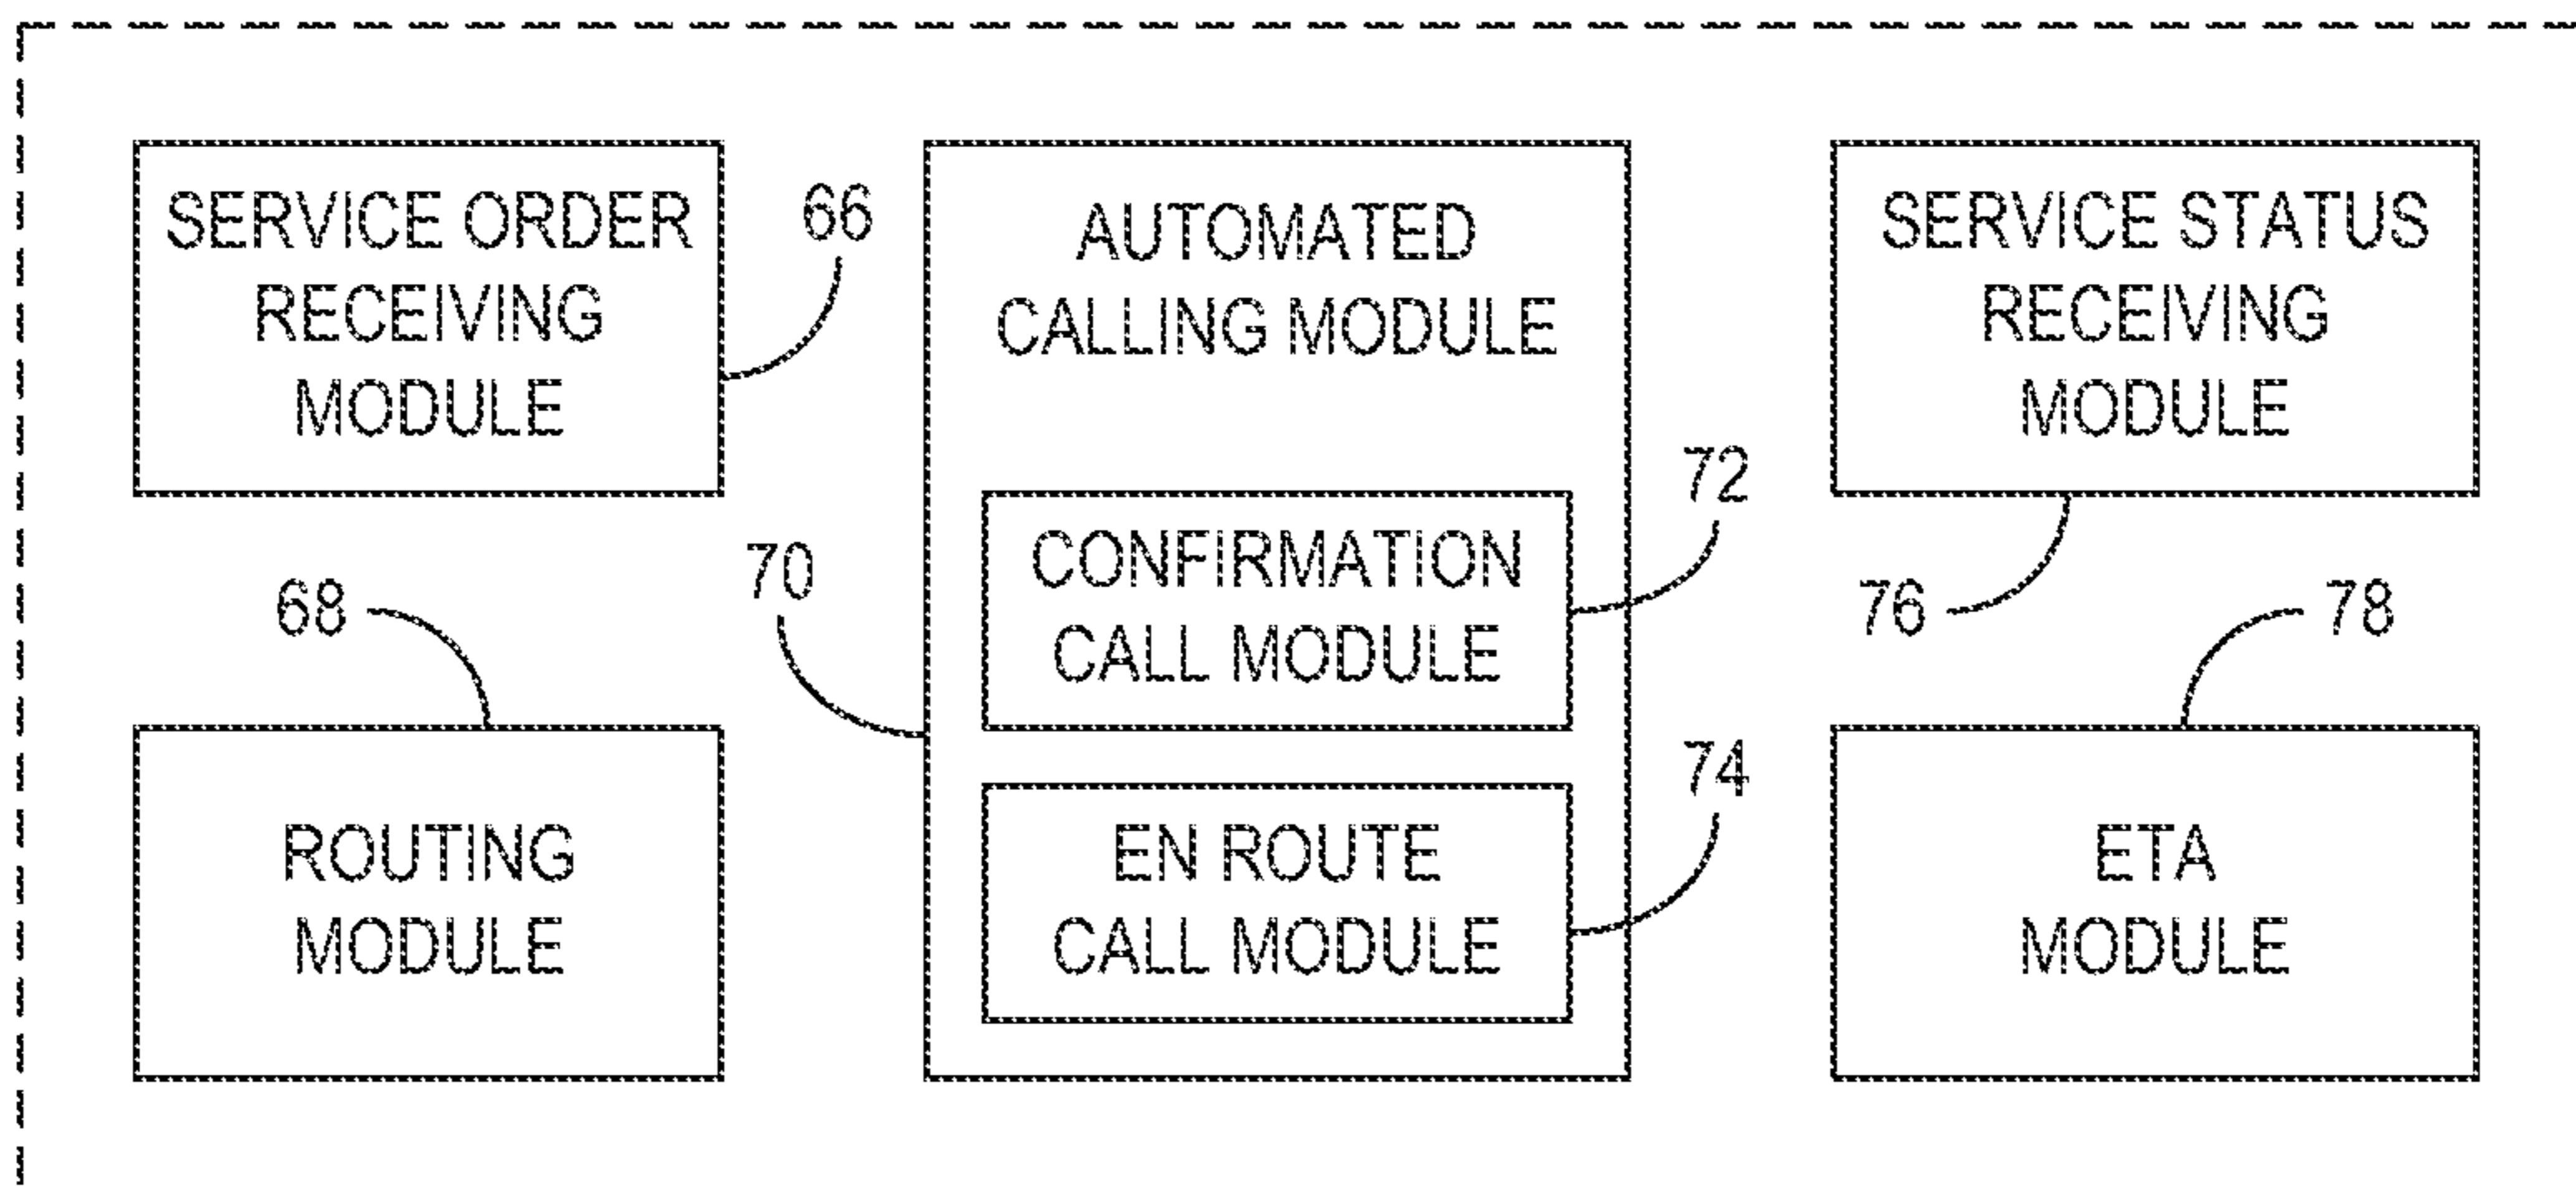 SERVICE ORDER
RECEIVING
MODULE
66
68
ROUTING
MODULE
AUTOMATED
CALLING MODULE
70
CONFIRMATION
CALL MODULE
72
EN ROUTE
CALL MODULE
74
SERVICE STATUS
RECEIVING
MODULE
76
78
ETA
MODULE